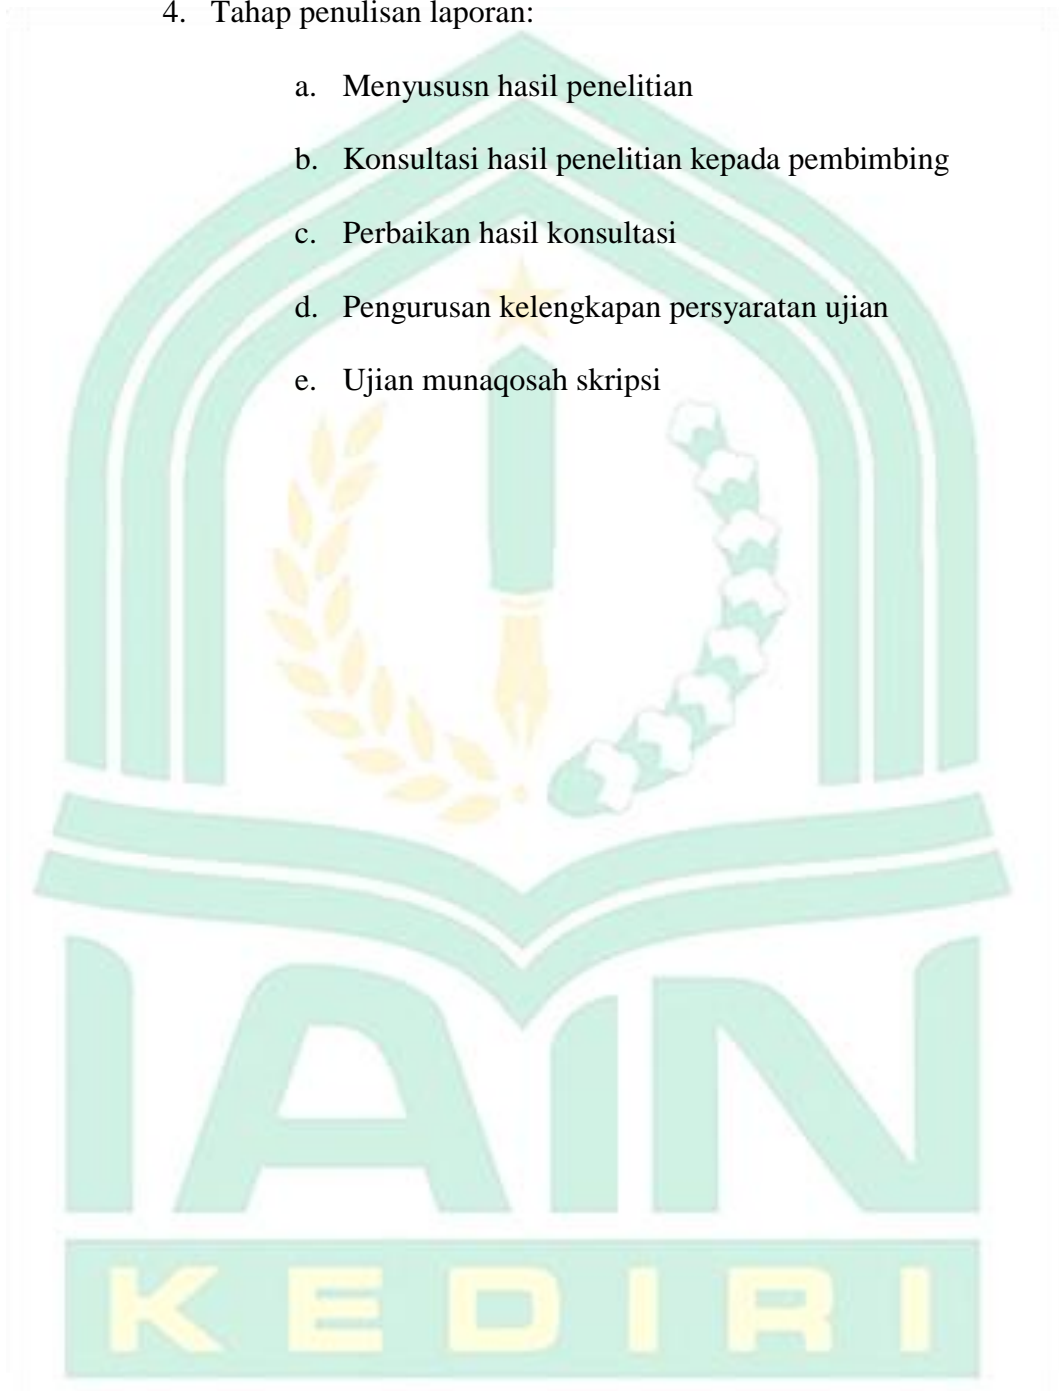 4. Tahap penulisan laporan:
a. Menyususn hasil penelitian
b. Konsultasi hasil penelitian kepada pembimbing
c. Perbaikan hasil konsultasi
d. Pengurusan kelengkapan persyaratan ujian
e. Ujian munaqosah skripsi
IAIN
KEDIRI